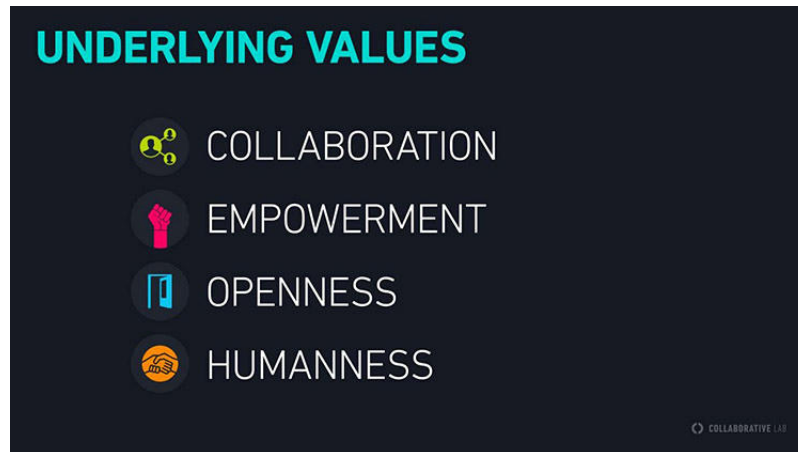 UNDERLYING VALUES
COLLABORATION
EMPOWERMENT
OPENNESS
HUMANNESS
COLLABORATIVE LAB